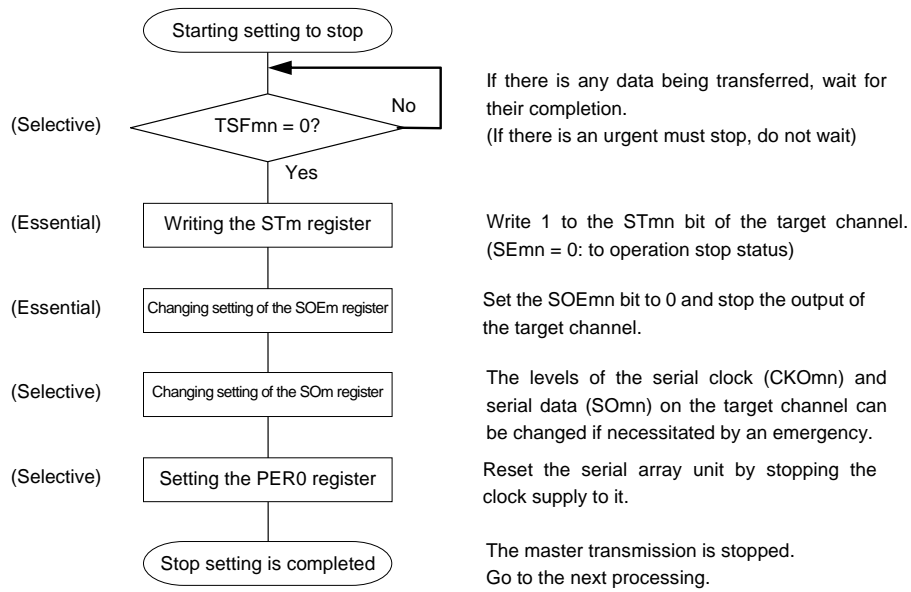 Starting setting to stop
If there is any data being transferred, wait for
their completion.
(If there is an urgent must stop, do not wait)
(Selective)
TSFmn = 0?
No
Yes
(Essential)
Writing the STm register
Write 1 to the STmn bit of the target channel.
(SEmn = 0: to operation stop status)
(Essential)
Changing setting of the SOEm register
Set the SOEmn bit to 0 and stop the output of
the target channel.
(Selective)
Changing setting of the SOm register
The levels of the serial clock (CKOmn) and
serial data (SOmn) on the target channel can
be changed if necessitated by an emergency.
(Selective)
Setting the PER0 register
Reset the serial array unit by stopping the
clock supply to it.
Stop setting is completed
The master transmission is stopped.
Go to the next processing.